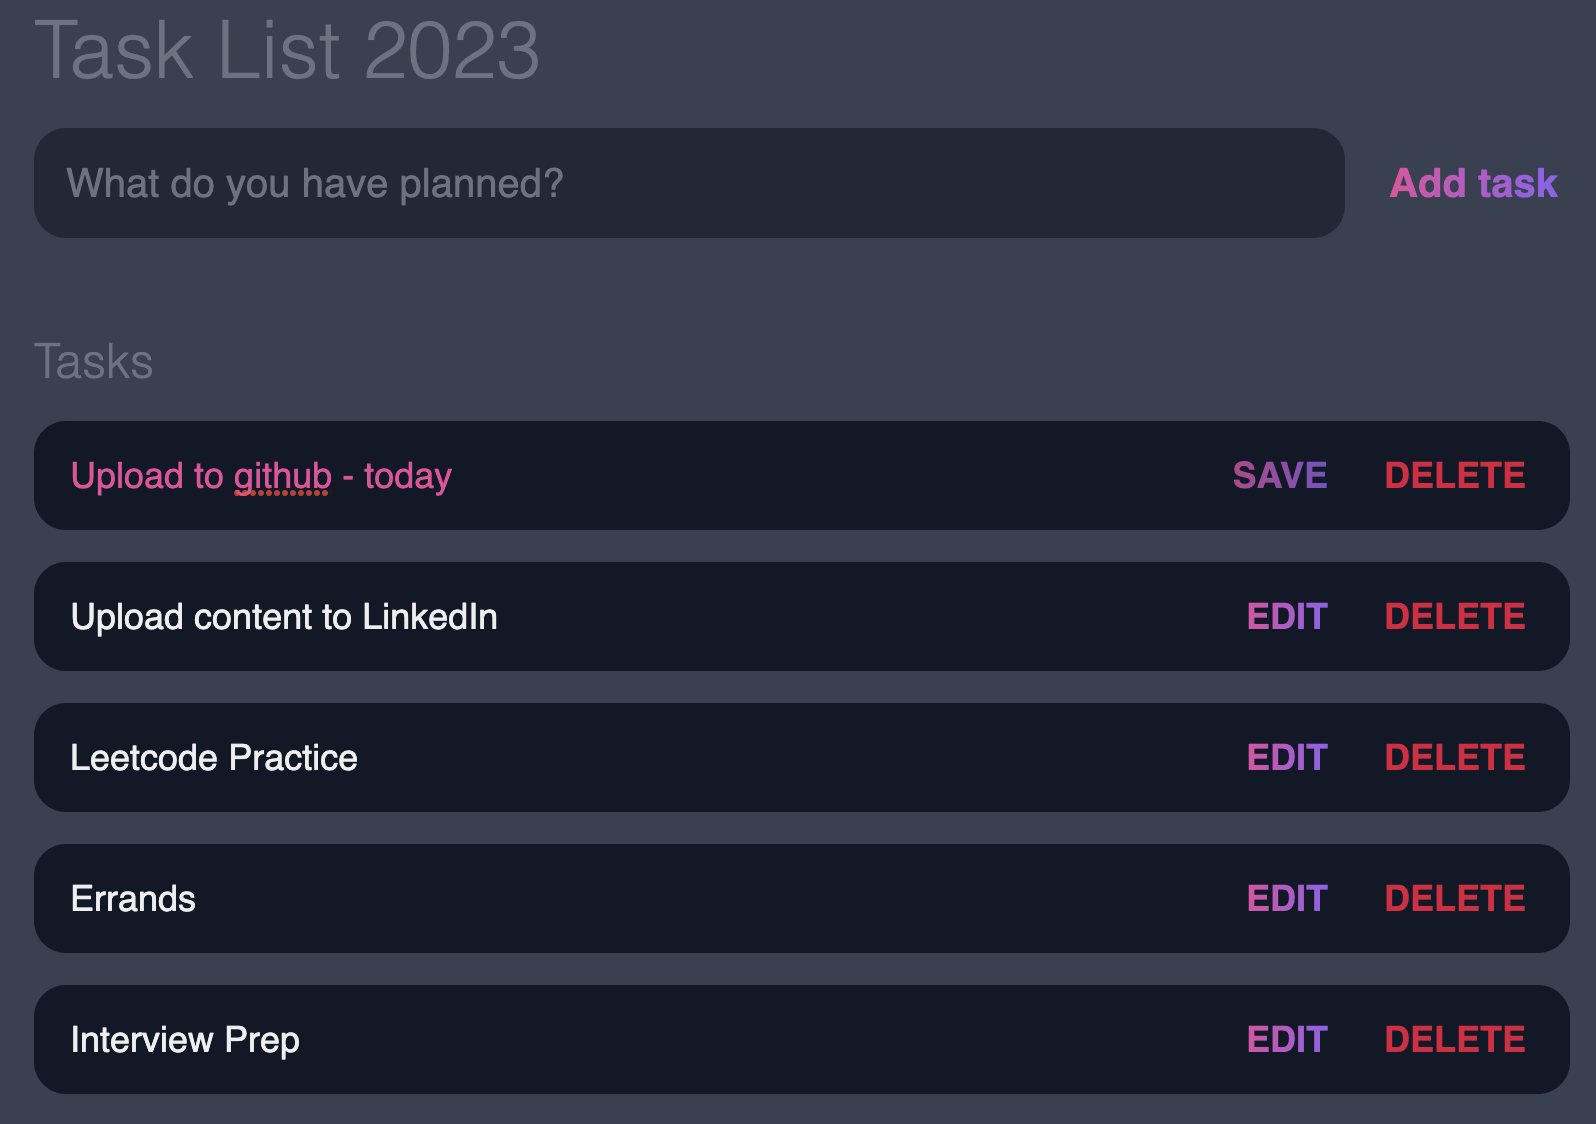 Task List 2023
What do you have planned?
Add task
Tasks
Upload to github - today SAVE DELETE
Upload content to LinkedIn EDIT DELETE
Leetcode Practice EDIT DELETE
Errands EDIT DELETE
Interview Prep EDIT DELETE